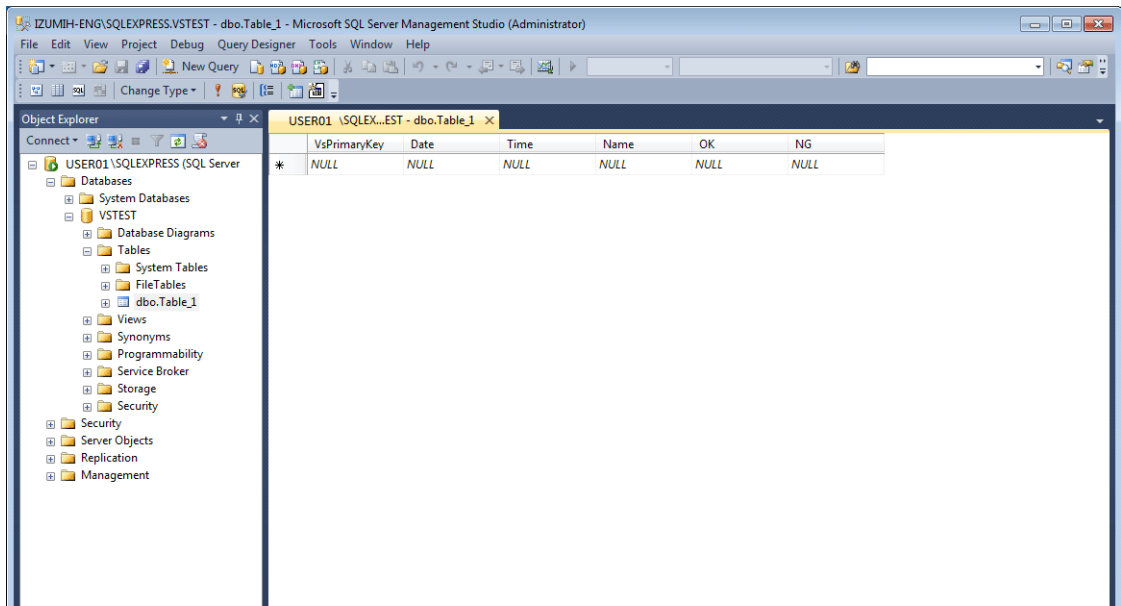 IZUMIH-ENG\SQLEXPRESS.VSTEST - dbo.Table_1 - Microsoft SQL Server Management Studio (Administrator)
File Edit View Project Debug Query Designer Tools Window Help
New Query
Change Type
Object Explorer
USER01 \SQLEX...EST - dbo.Table_1
Connect
VsPrimaryKey Date Time Name OK NG
NULL NULL NULL NULL NULL NULL
USER01\SQLEXPRESS (SQL Server
Databases
System Databases
VSTEST
Database Diagrams
Tables
System Tables
FileTables
dbo.Table_1
Views
Synonyms
Programmability
Service Broker
Storage
Security
Security
Server Objects
Replication
Management